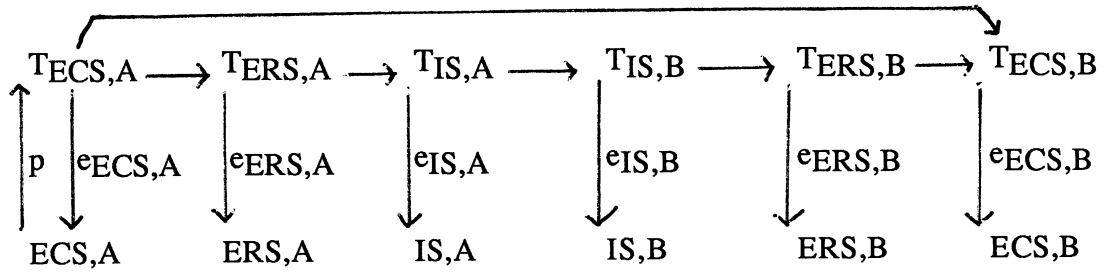 TECS,A TERS,A TIS,A TIS,B TERS,B TECS,B
p eECS,A eERS,A eIS,A eIS,B eERS,B eECS,B
ECS,A ERS,A IS,A IS,B ERS,B ECS,B